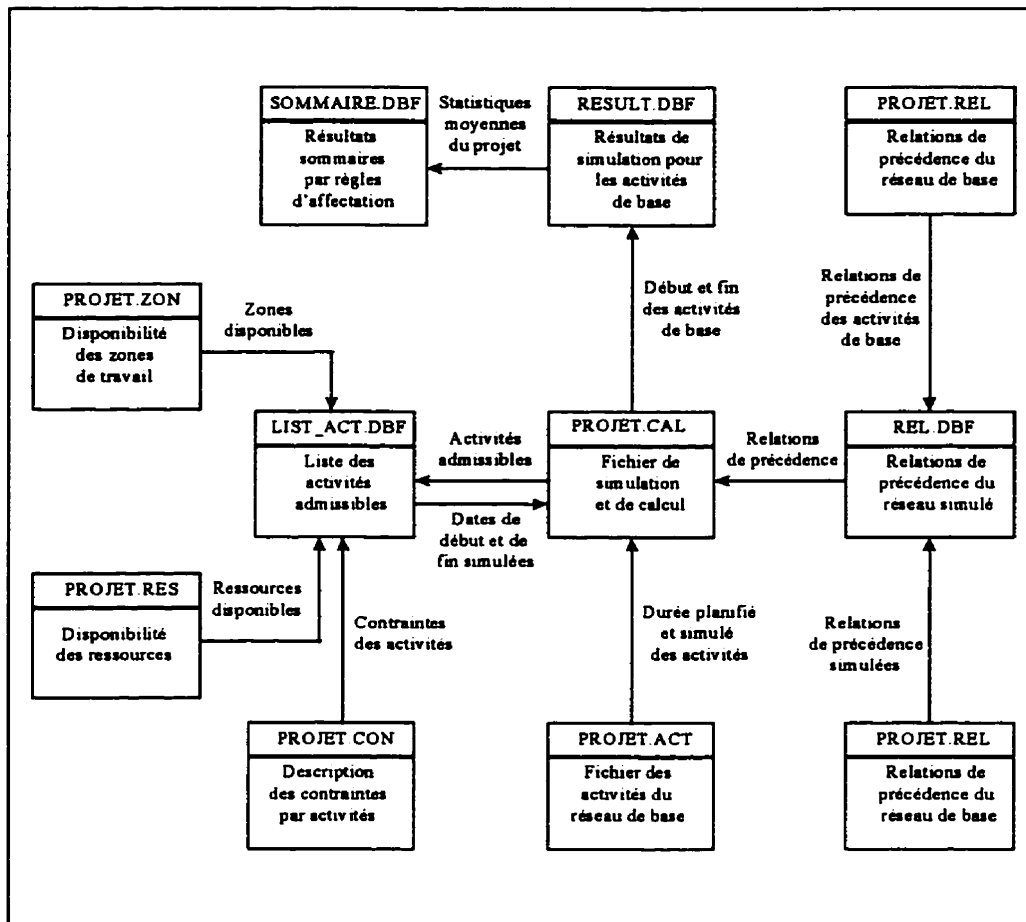 SOMMAIRE.DBF
Résultats
sommaires
par règles
d'affectation
Statistiques
moyennes
du projet
RESULT.DBF
Résultats de
simulation pour
les activités
de base
PROJET.REL
Relations de
précédence du
réseau de base
PROJET.ZON
Disponibilité
des zones
de travail
Zones
disponibles
Début et fin
des activités
de base
Relations de
précédence
des activités
de base
LIST_ACT.DBF
Liste des
activités
admissibles
Activités
admissibles
Dates de
début et de
fin simulées
PROJET.CAL
Fichier de
simulation
et de calcul
Relations
de précédence
REL.DBF
Relations de
précédence du
réseau simulé
PROJET.RES
Disponibilité
des ressources
Ressources
disponibles
Contraintes
des activités
Durée planifié
et simulé
des activités
Relations
de précédence
simulées
PROJET.CON
Description
des contraintes
par activités
PROJET.ACT
Fichier des
activités du
réseau de base
PROJET.REL
Relations de
précédence du
réseau de base